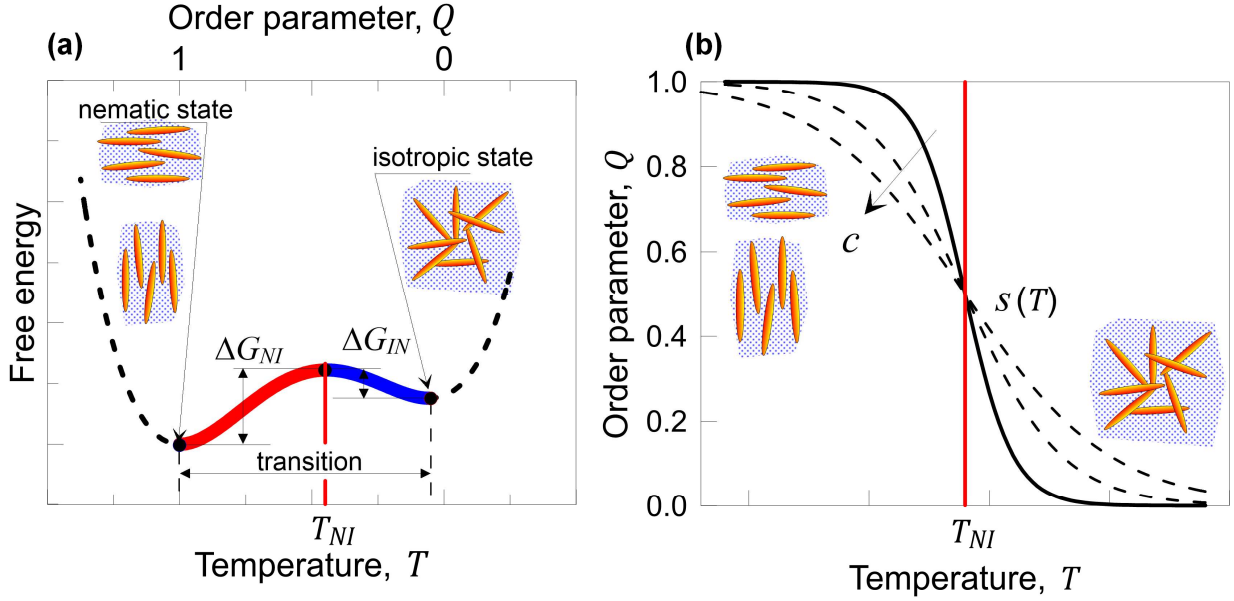 (a)
Order parameter, Q
1 0
nematic state
isotropic state
Free energy
ΔG_NI
ΔG_IN
transition
T_NI
Temperature, T
(b)
Order parameter, Q
1.0
0.8
0.6
0.4
0.2
0.0
c
s(T)
T_NI
Temperature, T